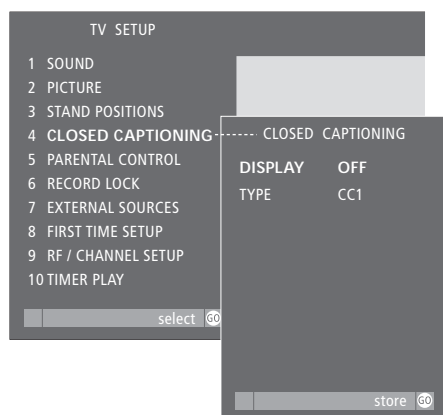 TV SETUP
1 SOUND
2 PICTURE
3 STAND POSITIONS
4 CLOSED CAPTIONING
5 PARENTAL CONTROL
6 RECORD LOCK
7 EXTERNAL SOURCES
8 FIRST TIME SETUP
9 RF / CHANNEL SETUP
10 TIMER PLAY
select GO
CLOSED CAPTIONING
DISPLAY OFF
TYPE CC1
store GO